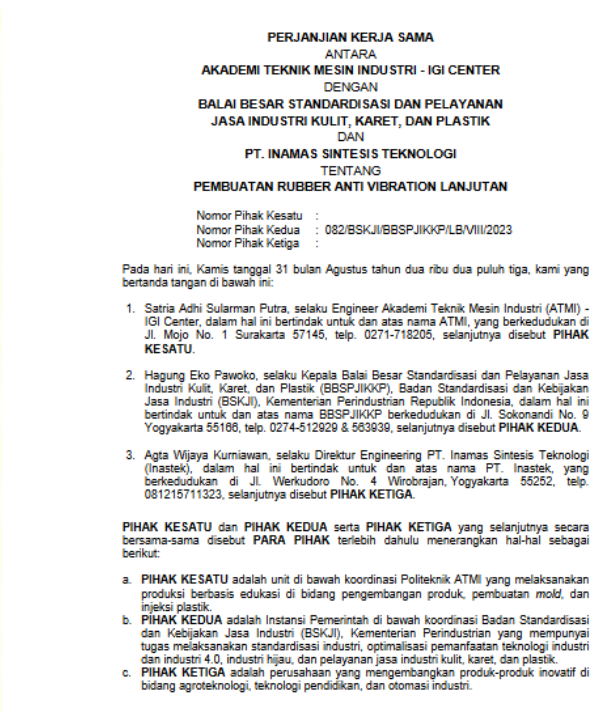 PERJANJIAN KERJA SAMA
ANTARA
AKADEMI TEKNIK MESIN INDUSTRI - IGI CENTER
DENGAN
BALAI BESAR STANDARDISASI DAN PELAYANAN
JASA INDUSTRI KULIT, KARET, DAN PLASTIK
DAN
PT. INAMAS SINTESIS TEKNOLOGI
TENTANG
PEMBUATAN RUBBER ANTI VIBRATION LANJUTAN
Nomor Pihak Kesatu :
Nomor Pihak Kedua : 082/BSKJI/BBSPJIKKP/LB/VIII/2023
Nomor Pihak Ketiga :
Pada hari ini, Kamis tanggal 31 bulan Agustus tahun dua ribu dua puluh tiga, kami yang
bertanda tangan di bawah ini:
1. Satria Adhi Sularman Putra, selaku Engineer Akademi Teknik Mesin Industri (ATMI) -
IGI Center, dalam hal ini bertindak untuk dan atas nama ATMI, yang berkedudukan di
Jl. Mojo No. 1 Surakarta 57145, telp. 0271-718205, selanjutnya disebut PIHAK
KESATU.
2. Hagung Eko Pawoko, selaku Kepala Balai Besar Standardisasi dan Pelayanan Jasa
Industri Kulit, Karet, dan Plastik (BBSPJIKKP), Badan Standardisasi dan Kebijakan
Jasa Industri (BSKJI), Kementerian Perindustrian Republik Indonesia, dalam hal ini
bertindak untuk dan atas nama BBSPJIKKP berkedudukan di Jl. Sokonandi No. 9
Yogyakarta 55166, telp. 0274-512929 & 563939, selanjutnya disebut PIHAK KEDUA.
3. Agta Wijaya Kurniawan, selaku Direktur Engineering PT. Inamas Sintesis Teknologi
(Inastek), dalam hal ini bertindak untuk dan atas nama PT. Inastek, yang
berkedudukan di Jl. Werkudoro No. 4 Wirobrajan, Yogyakarta 55252, telp.
081215711323, selanjutnya disebut PIHAK KETIGA.
PIHAK KESATU dan PIHAK KEDUA serta PIHAK KETIGA yang selanjutnya secara
bersama-sama disebut PARA PIHAK terlebih dahulu menerangkan hal-hal sebagai
berikut:
a. PIHAK KESATU adalah unit di bawah koordinasi Politeknik ATMI yang melaksanakan
produksi berbasis edukasi di bidang pengembangan produk, pembuatan mold, dan
injeksi plastik.
b. PIHAK KEDUA adalah Instansi Pemerintah di bawah koordinasi Badan Standardisasi
dan Kebijakan Jasa Industri (BSKJI), Kementerian Perindustrian yang mempunyai
tugas melaksanakan standardisasi industri, optimalisasi pemanfaatan teknologi industri
dan industri 4.0, industri hijau, dan pelayanan jasa industri kulit, karet, dan plastik.
c. PIHAK KETIGA adalah perusahaan yang mengembangkan produk-produk inovatif di
bidang agroteknologi, teknologi pendidikan, dan otomasi industri.